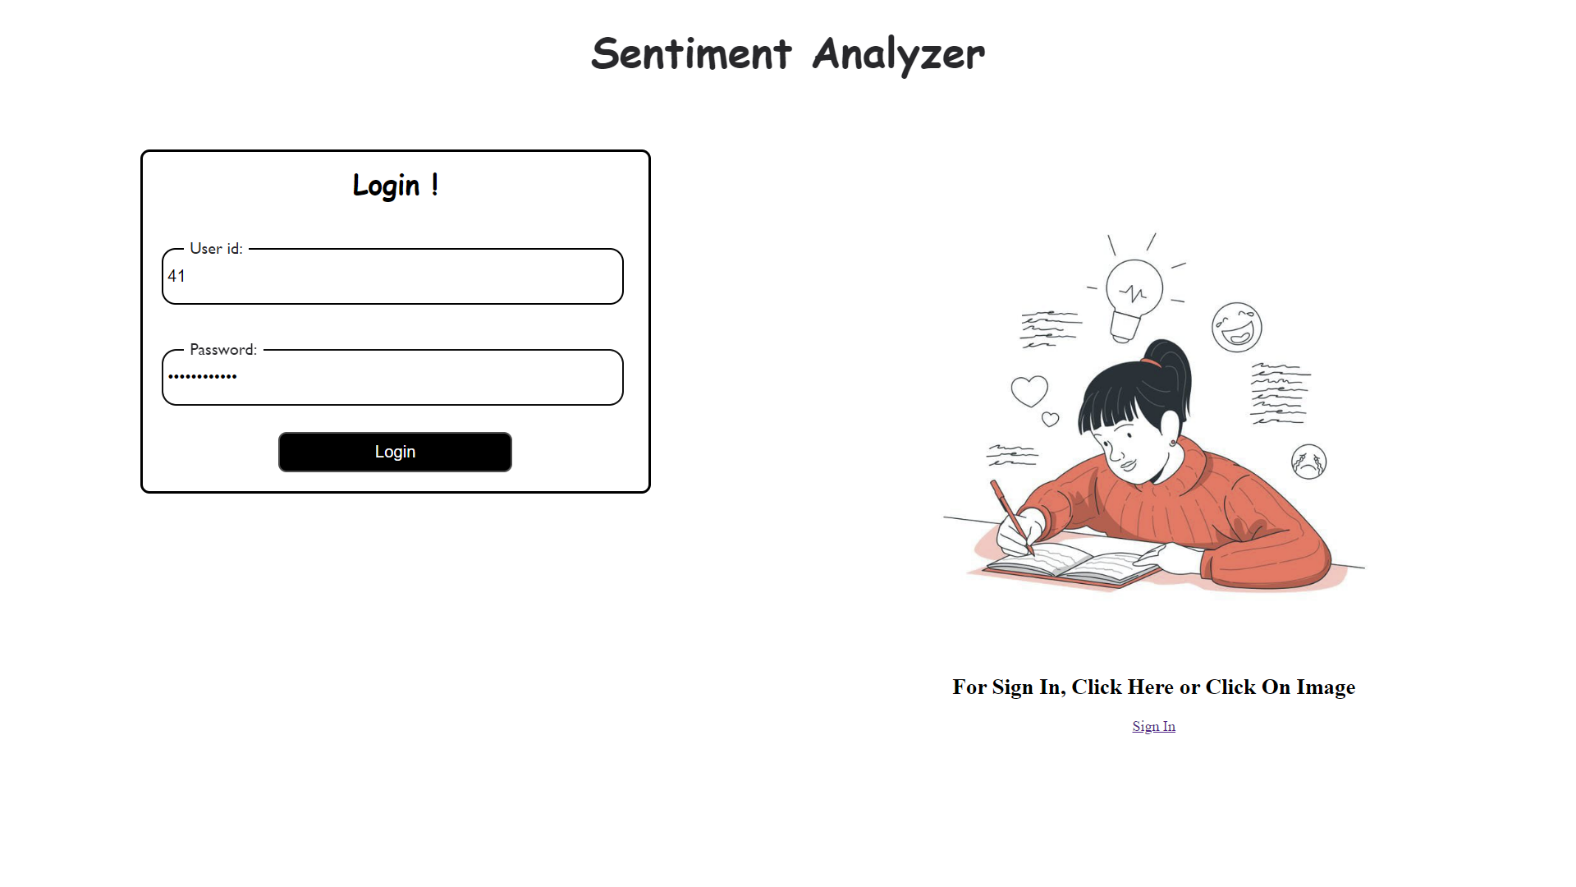 Sentiment Analyzer
Login !
User id:
41
Password:
••••••••••••
Login
For Sign In, Click Here or Click On Image
Sign In